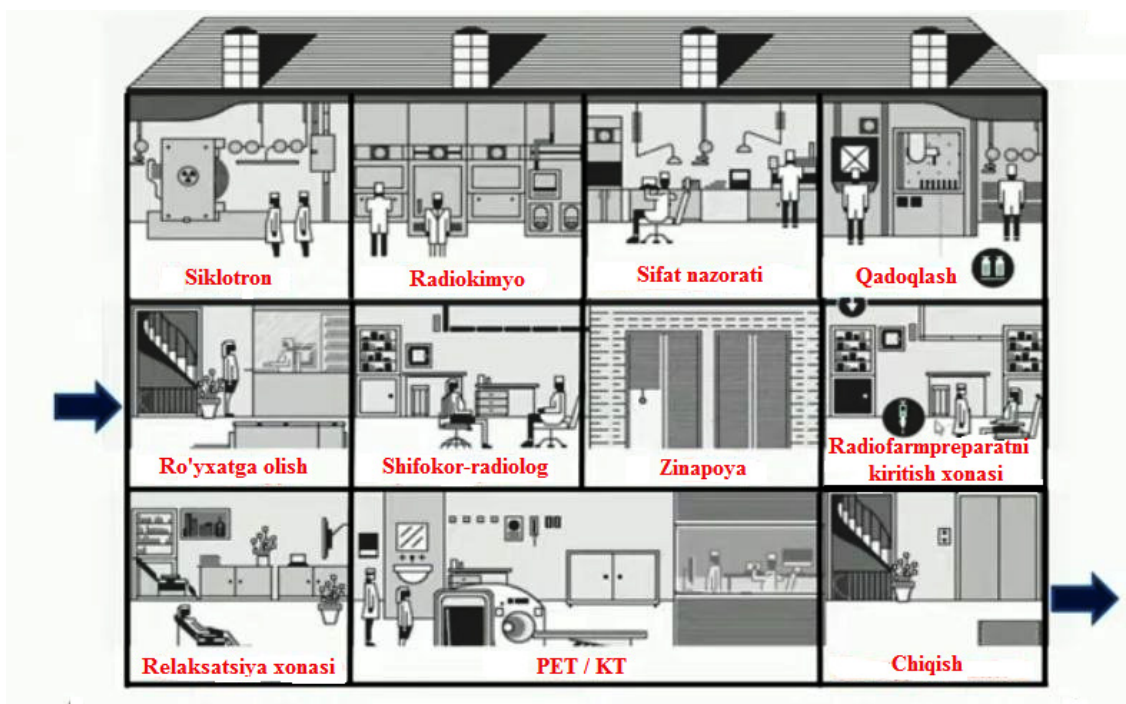 Siklotron
Radiokimyo
Sifat nazorati
Qadoqlash
Ro'yxatga olish
Shifokor-radiolog
Zinapoya
Radiofarmpreparatni
kiritish xonasi
Relaksatsiya xonasi
PET / KT
Chiqish